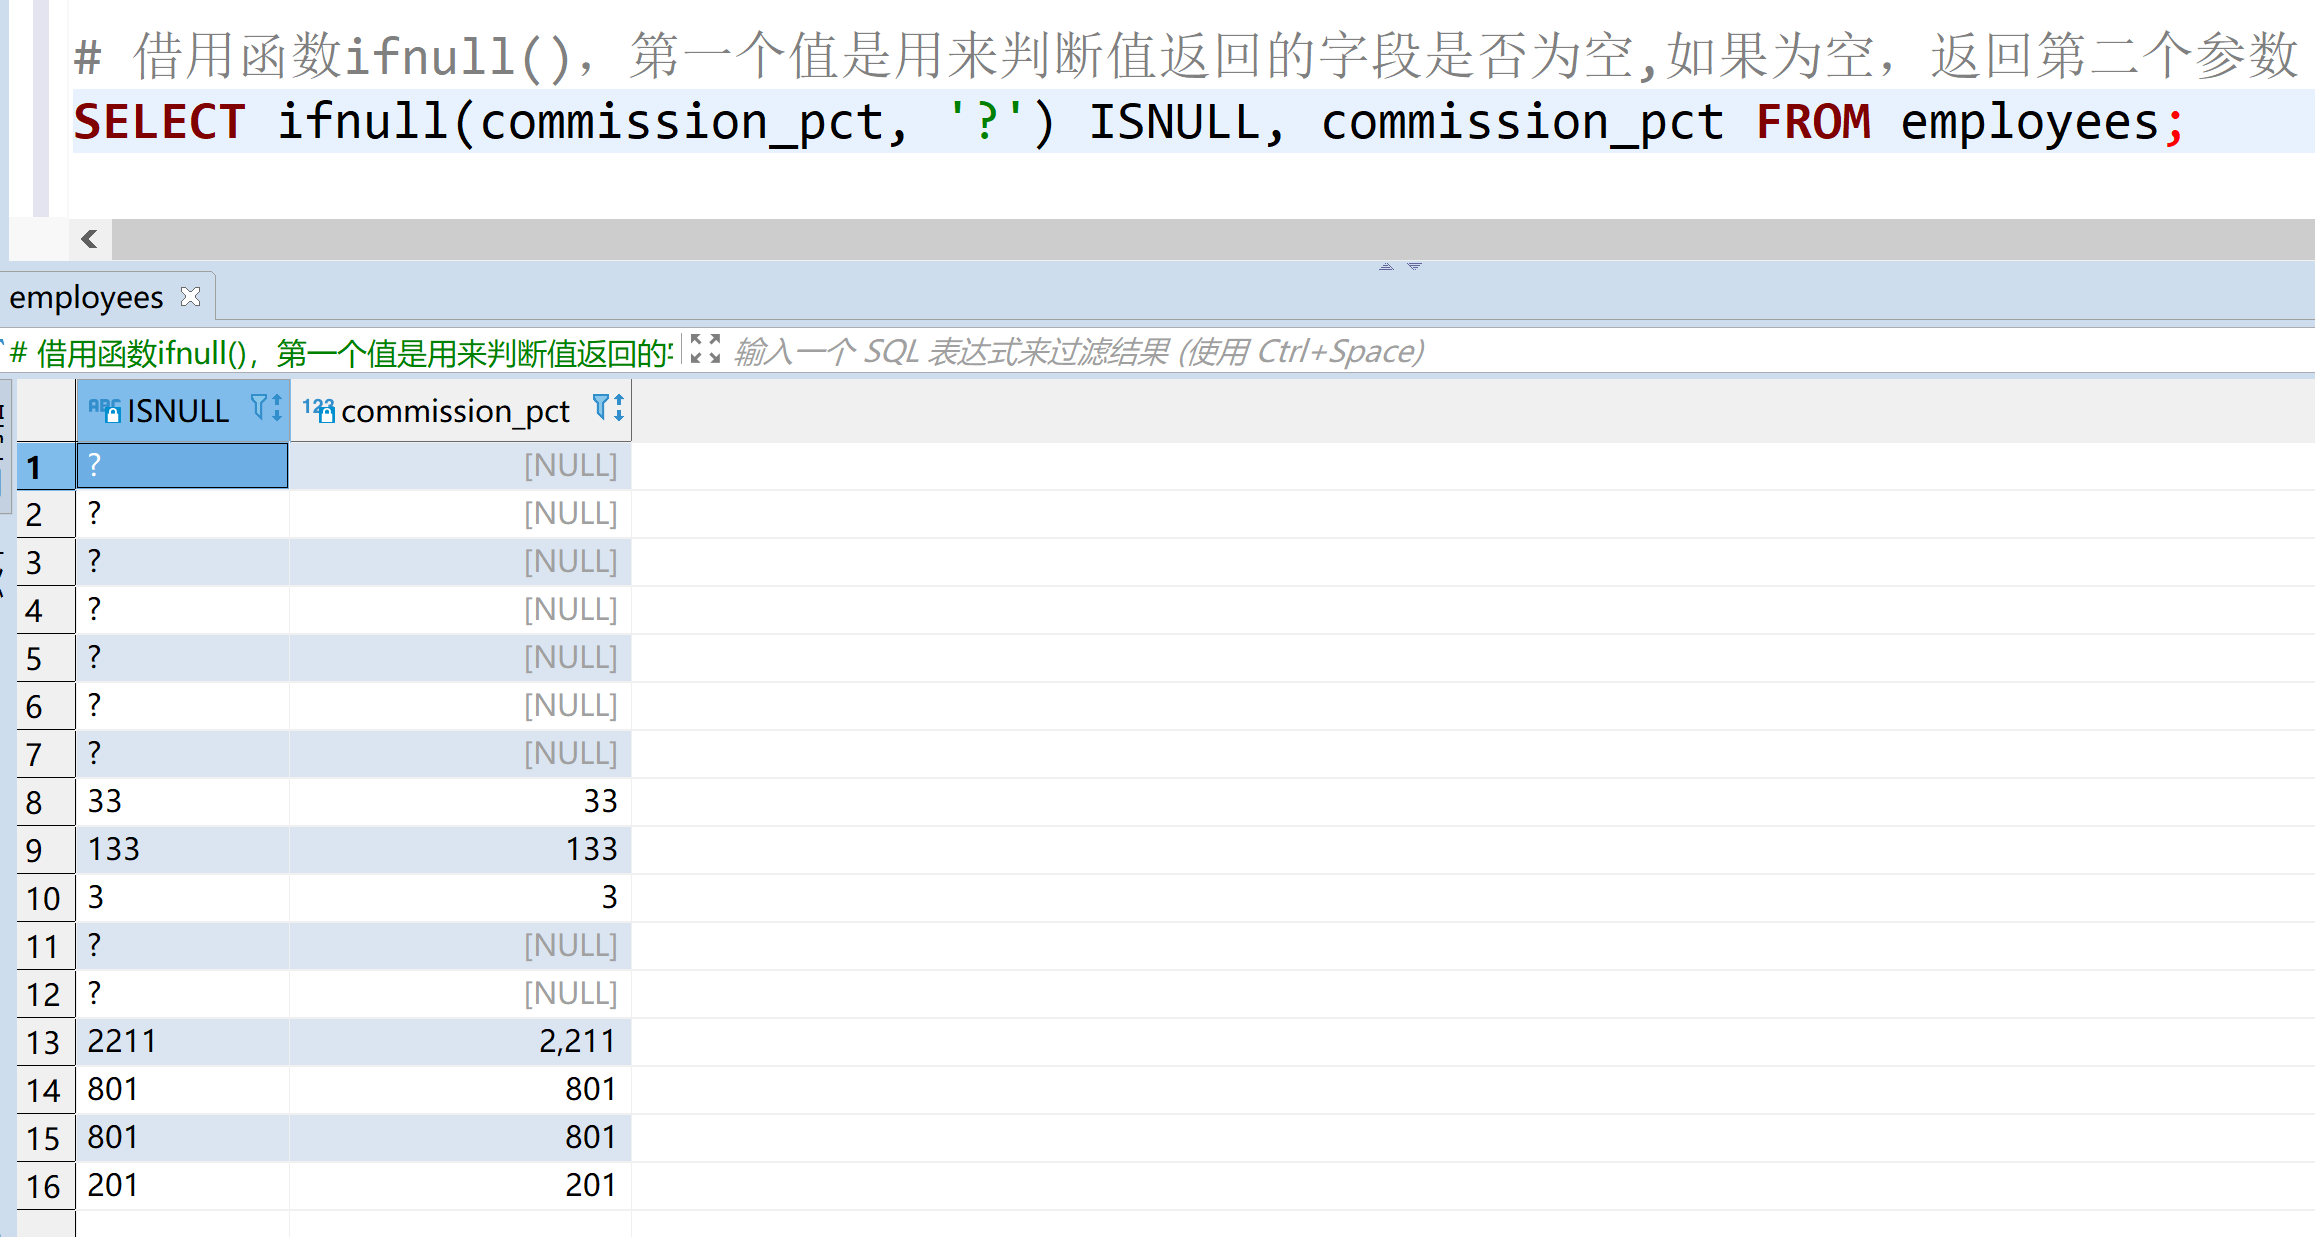 # 借用函数ifnull()，第一个值是用来判断值返回的字段是否为空,如果为空，返回第二个参数
SELECT ifnull(commission_pct, '?') ISNULL, commission_pct FROM employees;
employees
# 借用函数ifnull()，第一个值是用来判断值返回的 输入一个 SQL 表达式来过滤结果 (使用 Ctrl+Space)
ABC ISNULL 123 commission_pct
1 ? [NULL]
2 ? [NULL]
3 ? [NULL]
4 ? [NULL]
5 ? [NULL]
6 ? [NULL]
7 ? [NULL]
8 33 33
9 133 133
10 3 3
11 ? [NULL]
12 ? [NULL]
13 2211 2,211
14 801 801
15 801 801
16 201 201